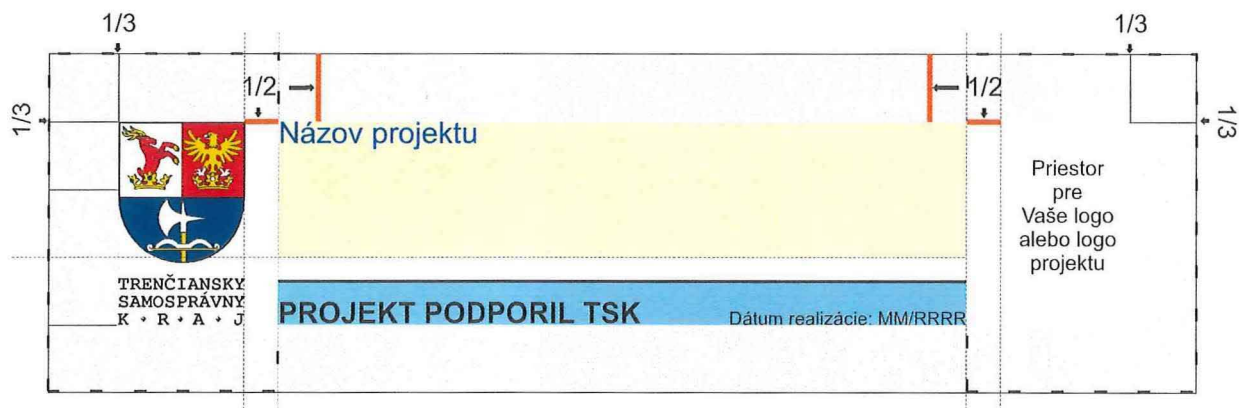 1/3
1/3
1/2
1/2
1/3
1/3
Názov projektu
Priestor
pre
Vaše logo
alebo logo
projektu
TRENČIANSKY
SAMOSPRÁVNY
K • R • A • J
PROJEKT PODPORIL TSK
Dátum realizácie: MM/RRRR